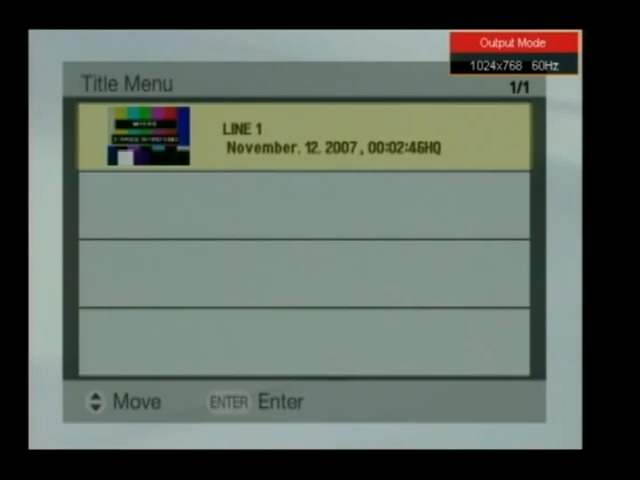 Output Mode
1024x768 60Hz
Title Menu
1/1
LINE 1
November. 12. 2007 , 00:02:46HQ
Move
ENTER Enter